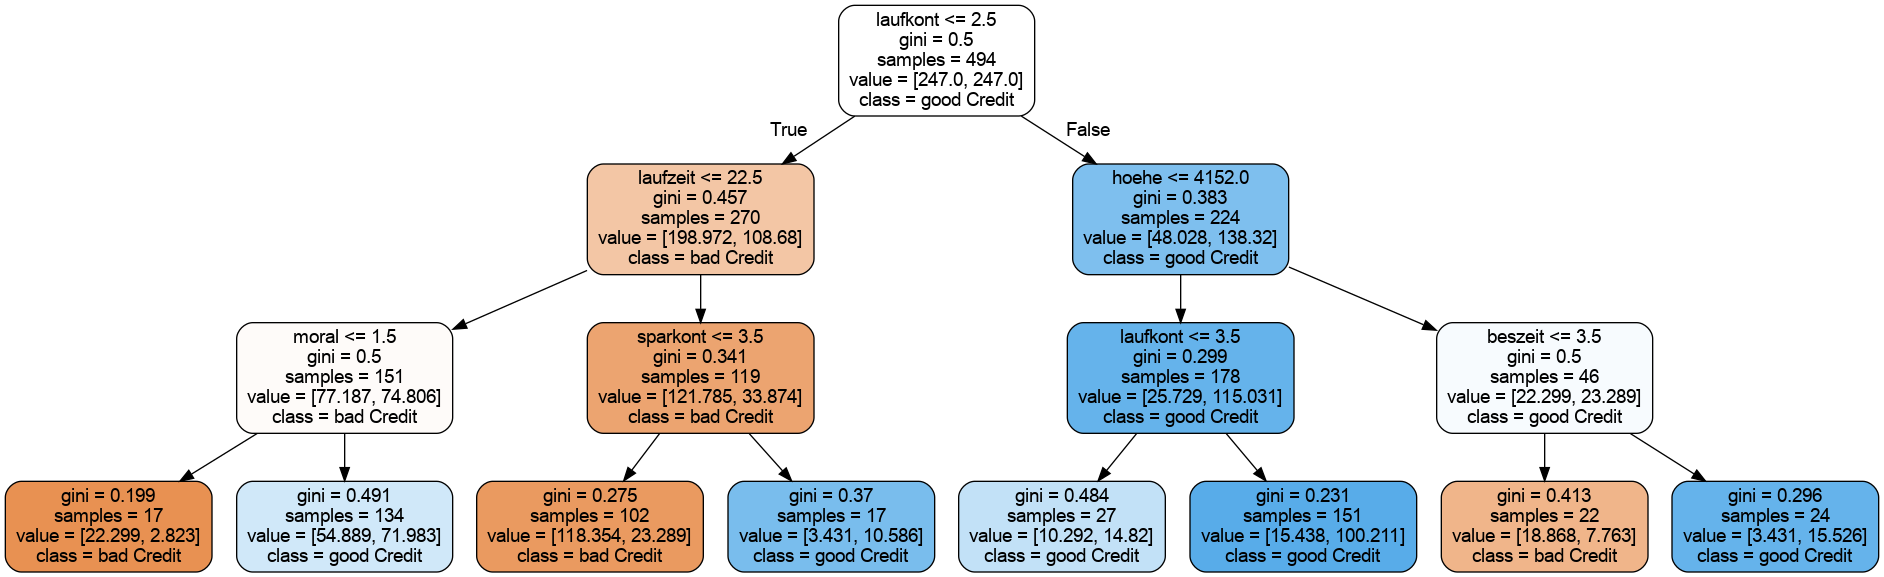 laufkont <= 2.5
gini = 0.5
samples = 494
value = [247.0, 247.0]
class = good Credit
True
False
laufzeit <= 22.5
gini = 0.457
samples = 270
value = [198.972, 108.68]
class = bad Credit
hoehe <= 4152.0
gini = 0.383
samples = 224
value = [48.028, 138.32]
class = good Credit
moral <= 1.5
gini = 0.5
samples = 151
value = [77.187, 74.806]
class = bad Credit
sparkont <= 3.5
gini = 0.341
samples = 119
value = [121.785, 33.874]
class = bad Credit
laufkont <= 3.5
gini = 0.299
samples = 178
value = [25.729, 115.031]
class = good Credit
beszeit <= 3.5
gini = 0.5
samples = 46
value = [22.299, 23.289]
class = good Credit
gini = 0.199
samples = 17
value = [22.299, 2.823]
class = bad Credit
gini = 0.491
samples = 134
value = [54.889, 71.983]
class = good Credit
gini = 0.275
samples = 102
value = [118.354, 23.289]
class = bad Credit
gini = 0.37
samples = 17
value = [3.431, 10.586]
class = good Credit
gini = 0.484
samples = 27
value = [10.292, 14.82]
class = good Credit
gini = 0.231
samples = 151
value = [15.438, 100.211]
class = good Credit
gini = 0.413
samples = 22
value = [18.868, 7.763]
class = bad Credit
gini = 0.296
samples = 24
value = [3.431, 15.526]
class = good Credit